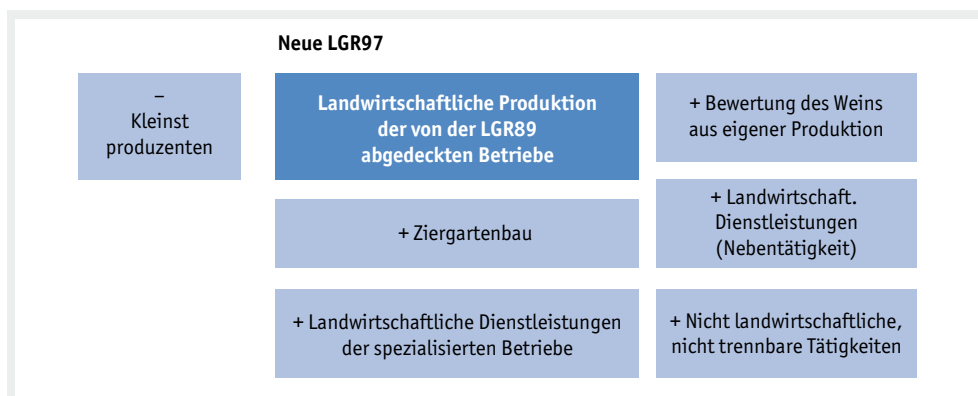 Neue LGR97
–
Kleinst
produzenten
Landwirtschaftliche Produktion
der von der LGR89
abgedeckten Betriebe
+ Bewertung des Weins
aus eigener Produktion
+ Ziergartenbau
+ Landwirtschaft.
Dienstleistungen
(Nebentätigkeit)
+ Landwirtschaftliche Dienstleistungen
der spezialisierten Betriebe
+ Nicht landwirtschaftliche,
nicht trennbare Tätigkeiten